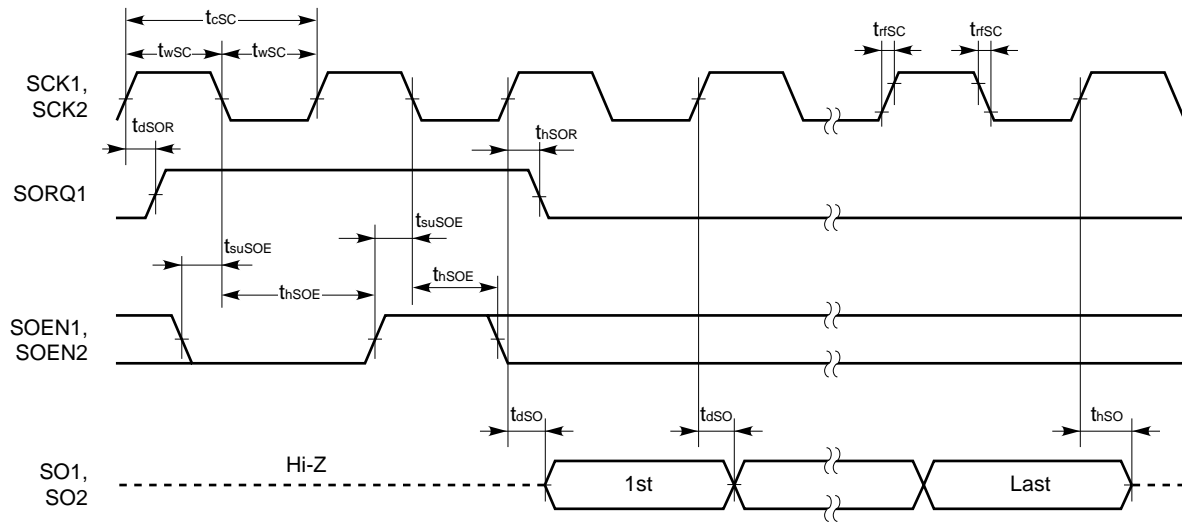 tcSC
twSC twSC
trfSC trfSC
SCK1,
SCK2
tdSOR
thSOR
SORQ1
tsuSOE
tsuSOE
thSOE
thSOE
SOEN1,
SOEN2
tdSO tdSO thSO
Hi-Z
SO1,
SO2
1st Last